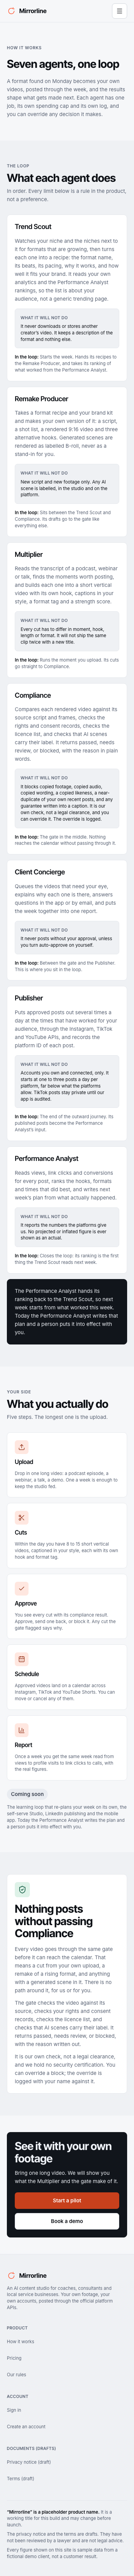 Mirrorline
HOW IT WORKS
Seven agents, one loop
A format found on Monday becomes your own
videos, posted through the week, and the results
shape what gets made next. Each agent has one
job, its own spending cap and its own log, and
you can override any decision it makes.
THE LOOP
What each agent does
In order. Every limit below is a rule in the product,
not a preference.
Trend Scout
Watches your niche and the niches next to
it for formats that are growing, then turns
each one into a recipe: the format name,
its beats, its pacing, why it works, and how
well it fits your brand. It reads your own
analytics and the Performance Analyst
rankings, so the list is about your
audience, not a generic trending page.
WHAT IT WILL NOT DO
It never downloads or stores another
creator's video. It keeps a description of the
format and nothing else.
In the loop: Starts the week. Hands its recipes to
the Remake Producer, and takes its ranking of
what worked from the Performance Analyst.
Remake Producer
Takes a format recipe and your brand kit
and makes your own version of it: a script,
a shot list, a rendered 9:16 video and three
alternative hooks. Generated scenes are
rendered as labeled B-roll, never as a
stand-in for you.
WHAT IT WILL NOT DO
New script and new footage only. Any AI
scene is labelled, in the studio and on the
platform.
In the loop: Sits between the Trend Scout and
Compliance. Its drafts go to the gate like
everything else.
Multiplier
Reads the transcript of a podcast, webinar
or talk, finds the moments worth posting,
and builds each one into a short vertical
video with its own hook, captions in your
style, a format tag and a strength score.
WHAT IT WILL NOT DO
Every cut has to differ in moment, hook,
length or format. It will not ship the same
clip twice with a new title.
In the loop: Runs the moment you upload. Its cuts
go straight to Compliance.
Compliance
Compares each rendered video against its
source script and frames, checks the
rights and consent records, checks the
licence list, and checks that AI scenes
carry their label. It returns passed, needs
review, or blocked, with the reason in plain
words.
WHAT IT WILL NOT DO
It blocks copied footage, copied audio,
copied wording, a copied likeness, a near-
duplicate of your own recent posts, and any
guarantee written into a caption. It is our
own check, not a legal clearance, and you
can override it. The override is logged.
In the loop: The gate in the middle. Nothing
reaches the calendar without passing through it.
Client Concierge
Queues the videos that need your eye,
explains why each one is there, answers
questions in the app or by email, and puts
the week together into one report.
WHAT IT WILL NOT DO
It never posts without your approval, unless
you turn auto-approve on yourself.
In the loop: Between the gate and the Publisher.
This is where you sit in the loop.
Publisher
Puts approved posts out several times a
day at the times that have worked for your
audience, through the Instagram, TikTok
and YouTube APIs, and records the
platform ID of each post.
WHAT IT WILL NOT DO
Accounts you own and connected, only. It
starts at one to three posts a day per
platform, far below what the platforms
allow. TikTok posts stay private until our
app is audited.
In the loop: The end of the outward journey. Its
published posts become the Performance
Analyst's input.
Performance Analyst
Reads views, link clicks and conversions
for every post, ranks the hooks, formats
and times that did best, and writes next
week's plan from what actually happened.
WHAT IT WILL NOT DO
It reports the numbers the platforms give
us. No projected or inflated figure is ever
shown as an actual.
In the loop: Closes the loop: its ranking is the first
thing the Trend Scout reads next week.
The Performance Analyst hands its
ranking back to the Trend Scout, so next
week starts from what worked this week.
Today the Performance Analyst writes that
plan and a person puts it into effect with
you.
YOUR SIDE
What you actually do
Five steps. The longest one is the upload.
Upload
Drop in one long video: a podcast episode, a
webinar, a talk, a demo. One a week is enough to
keep the studio fed.
Cuts
Within the day you have 8 to 15 short vertical
videos, captioned in your style, each with its own
hook and format tag.
Approve
You see every cut with its compliance result.
Approve, send one back, or block it. Any cut the
gate flagged says why.
Schedule
Approved videos land on a calendar across
Instagram, TikTok and YouTube Shorts. You can
move or cancel any of them.
Report
Once a week you get the same week read from
views to profile visits to link clicks to calls, with
the real figures.
Coming soon
The learning loop that re-plans your week on its own, the
self-serve Studio, LinkedIn publishing and the mobile
app. Today the Performance Analyst writes the plan and
a person puts it into effect with you.
Nothing posts
without passing
Compliance
Every video goes through the same gate
before it can reach the calendar. That
means a cut from your own upload, a
remake of a rising format, and anything
with a generated scene in it. There is no
path around it, for us or for you.
The gate checks the video against its
source, checks your rights and consent
records, checks the licence list, and
checks that AI scenes carry their label. It
returns passed, needs review, or blocked,
with the reason written out.
It is our own check, not a legal clearance,
and we hold no security certification. You
can override a block; the override is
logged with your name against it.
See it with your own
footage
Bring one long video. We will show you
what the Multiplier and the gate make of it.
Start a pilot
Book a demo
Mirrorline
An AI content studio for coaches, consultants and
local service businesses. Your own footage, your
own accounts, posted through the official platform
APIs.
PRODUCT
How it works
Pricing
Our rules
ACCOUNT
Sign in
Create an account
DOCUMENTS (DRAFTS)
Privacy notice (draft)
Terms (draft)
"Mirrorline" is a placeholder product name. It is a
working title for this build and may change before
launch.
The privacy notice and the terms are drafts. They have
not been reviewed by a lawyer and are not legal advice.
Every figure shown on this site is sample data from a
fictional demo client, not a customer result.